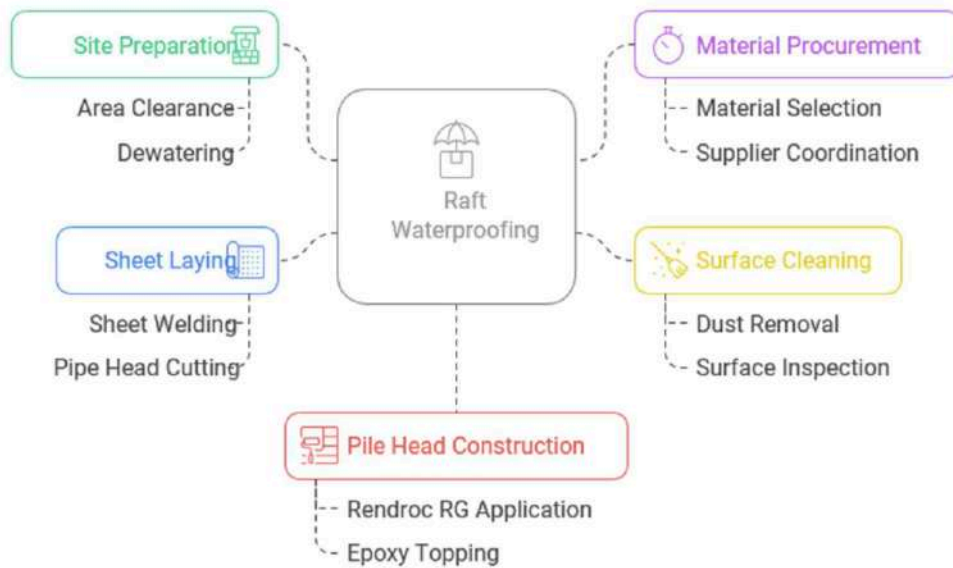 Site Preparation
Area Clearance
Dewatering
Material Procurement
Material Selection
Supplier Coordination
Raft
Waterproofing
Sheet Laying
Sheet Welding
Pipe Head Cutting
Surface Cleaning
Dust Removal
Surface Inspection
Pile Head Construction
Rendroc RG Application
Epoxy Topping